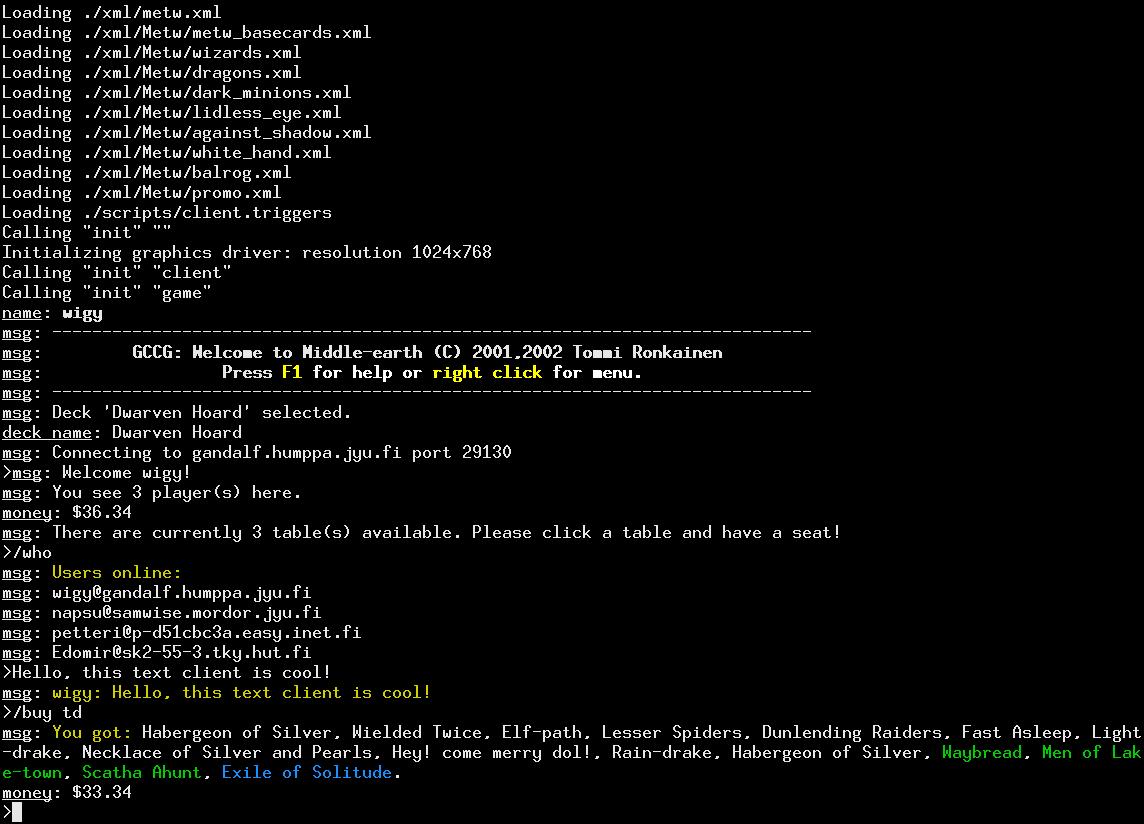 Loading ./xml/metw.xml
Loading ./xml/Metw/metw_basecards.xml
Loading ./xml/Metw/wizards.xml
Loading ./xml/Metw/dragons.xml
Loading ./xml/Metw/dark_minions.xml
Loading ./xml/Metw/lidless_eye.xml
Loading ./xml/Metw/against_shadow.xml
Loading ./xml/Metw/white_hand.xml
Loading ./xml/Metw/balrog.xml
Loading ./xml/Metw/promo.xml
Loading ./scripts/client.triggers
Calling "init" ""
Initializing graphics driver: resolution 1024x768
Calling "init" "client"
Calling "init" "game"
name: wigy
msg: ----------------------------------------------------------------------------
msg:         GCCG: Welcome to Middle-earth (C) 2001,2002 Tommi Ronkainen
msg:                  Press F1 for help or right click for menu.
msg: ----------------------------------------------------------------------------
msg: Deck 'Dwarven Hoard' selected.
deck name: Dwarven Hoard
msg: Connecting to gandalf.humppa.jyu.fi port 29130
>msg: Welcome wigy!
msg: You see 3 player(s) here.
money: $36.34
msg: There are currently 3 table(s) available. Please click a table and have a seat!
>/who
msg: Users online:
msg: wigy@gandalf.humppa.jyu.fi
msg: napsu@samwise.mordor.jyu.fi
msg: petteri@p-d51cbc3a.easy.inet.fi
msg: Edomir@sk2-55-3.tky.hut.fi
>Hello, this text client is cool!
msg: wigy: Hello, this text client is cool!
>/buy td
msg: You got: Habergeon of Silver, Wielded Twice, Elf-path, Lesser Spiders, Dunlending Raiders, Fast Asleep, Light
-drake, Necklace of Silver and Pearls, Hey! come merry dol!, Rain-drake, Habergeon of Silver, Waybread, Men of Lak
e-town, Scatha Ahunt, Exile of Solitude.
money: $33.34
>